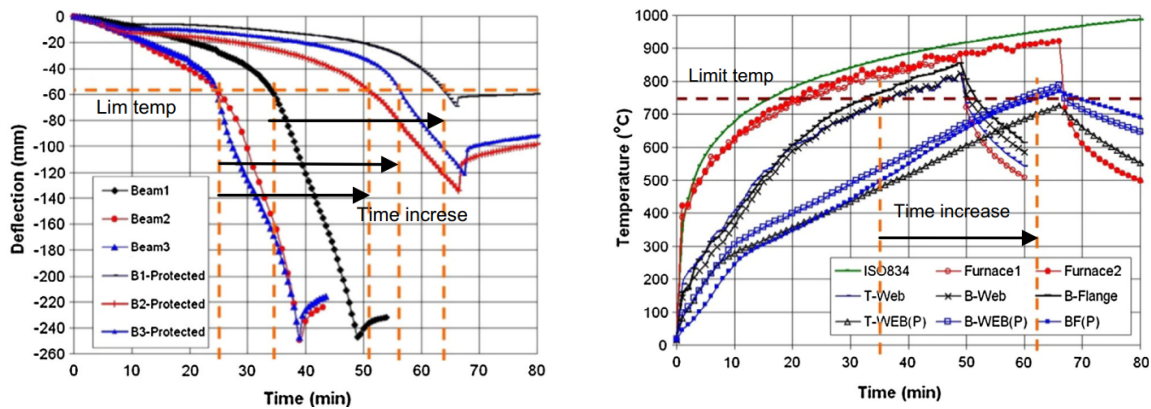 0
-20
-40
-60
-80
-100
-120
-140
-160
-180
-200
-220
-240
-260
Deflection (mm)
Lim temp
Time increse
Beam1
Beam2
Beam3
B1-Protected
B2-Protected
B3-Protected
0 10 20 30 40 50 60 70 80
Time (min)
1000
900
800
700
600
500
400
300
200
100
0
Temperature (°C)
Limit temp
Time increase
ISO834 Furnace1 Furnace2
T-Web B-Web B-Flange
T-WEB(P) B-WEB(P) BF(P)
0 10 20 30 40 50 60 70 80
Time (min)